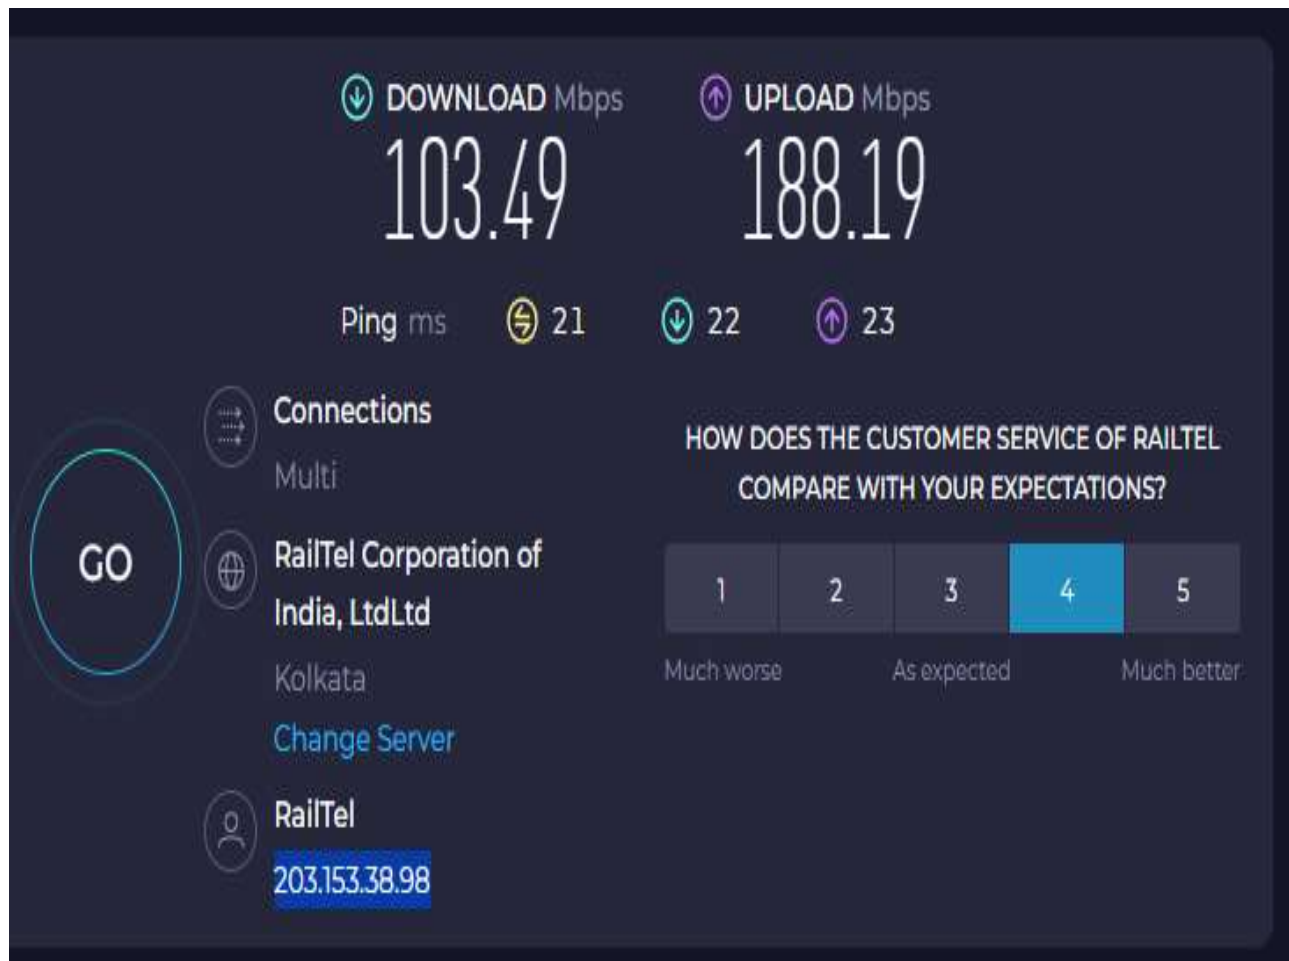 DOWNLOAD Mbps
103.49
UPLOAD Mbps
188.19
Ping ms 21 22 23
GO
Connections
Multi
RailTel Corporation of
India, LtdLtd
Kolkata
Change Server
RailTel
203.153.38.98
HOW DOES THE CUSTOMER SERVICE OF RAILTEL
COMPARE WITH YOUR EXPECTATIONS?
1 2 3 4 5
Much worse As expected Much better